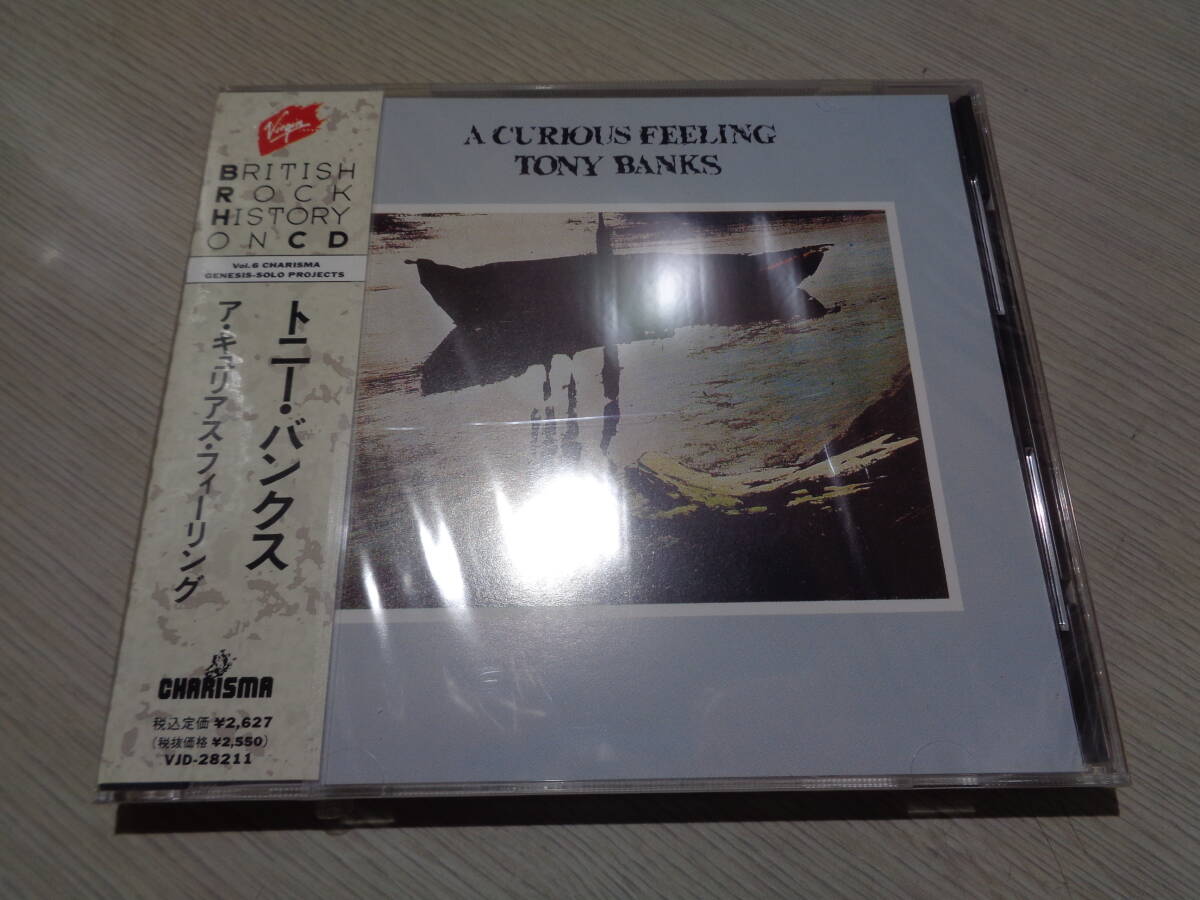 Virgin
BRITISH
ROCK
HISTORY
ON CD
Vol.6 CHARISMA
GENESIS-SOLO PROJECTS
トニー・バンクス
ア・キュリアス・フィーリング
CHARISMA
税込定価 ¥2,627
(税抜価格 ¥2,550)
VJD-28211
A CURIOUS FEELING
TONY BANKS